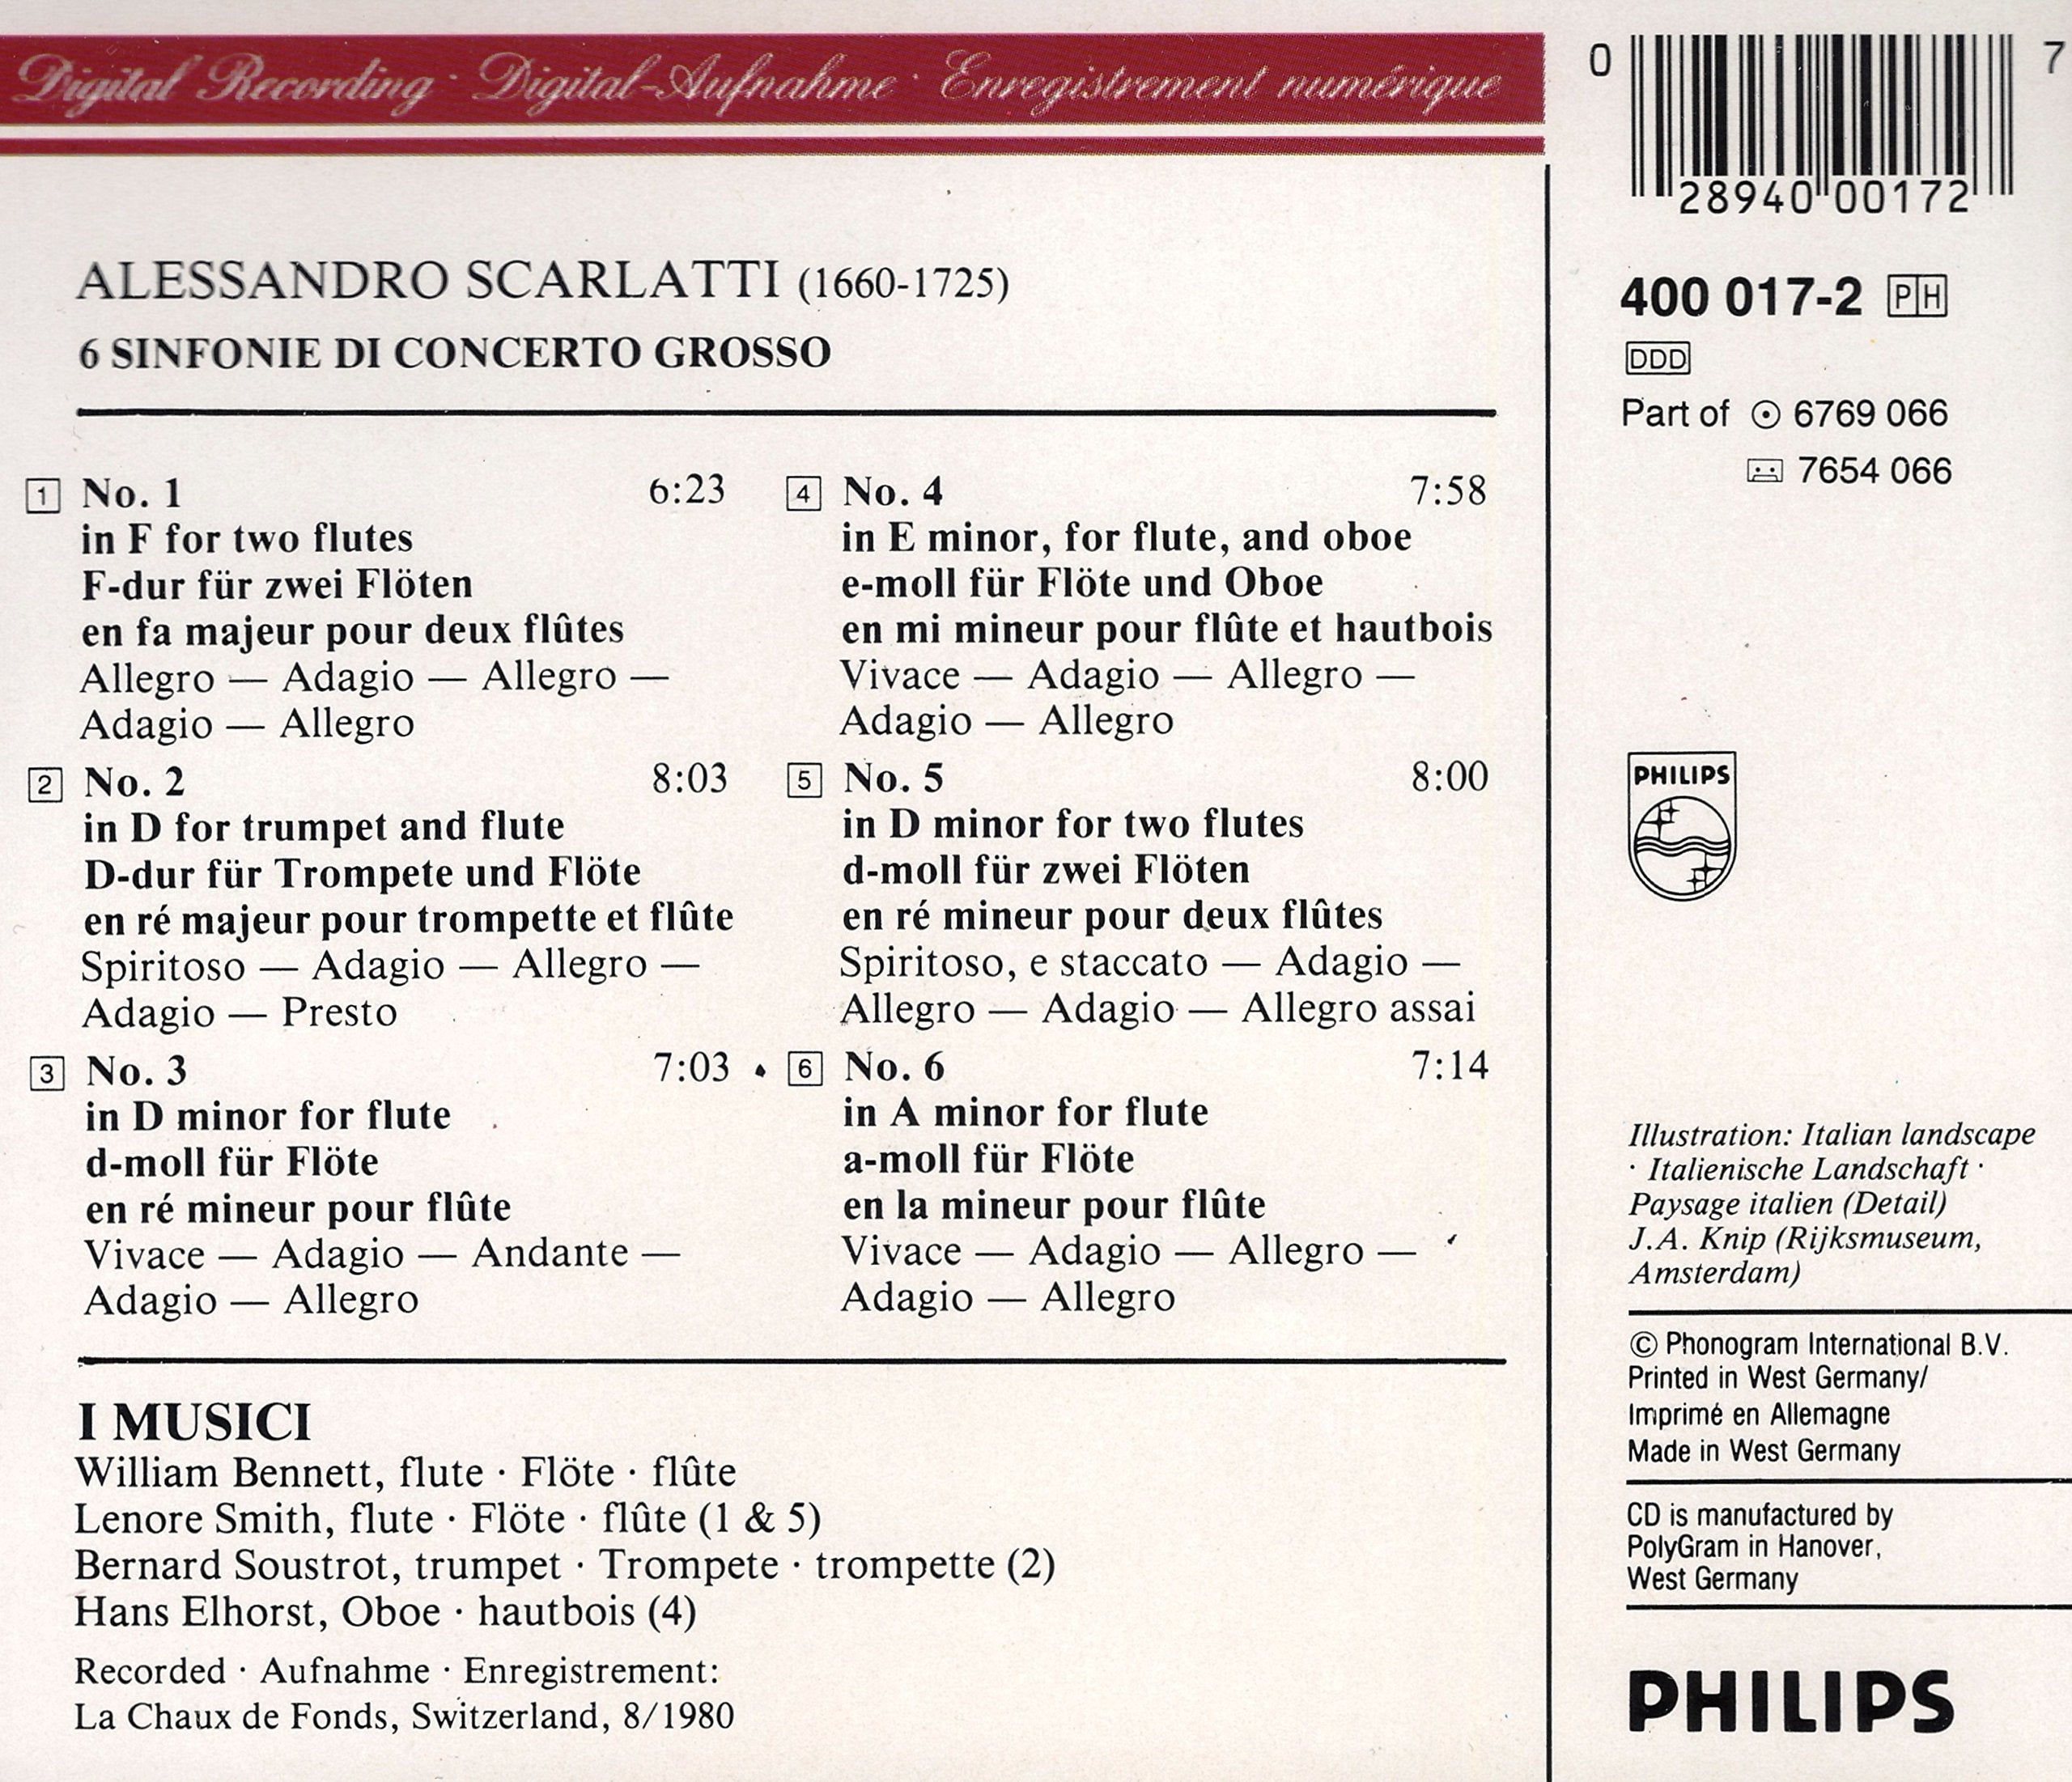 Digital Recording · Digital-Aufnahme · Enregistrement numérique
ALESSANDRO SCARLATTI (1660-1725)
6 SINFONIE DI CONCERTO GROSSO
1 No. 1 6:23
in F for two flutes
F-dur für zwei Flöten
en fa majeur pour deux flûtes
Allegro — Adagio — Allegro —
Adagio — Allegro
2 No. 2 8:03
in D for trumpet and flute
D-dur für Trompete und Flöte
en ré majeur pour trompette et flûte
Spiritoso — Adagio — Allegro —
Adagio — Presto
3 No. 3 7:03
in D minor for flute
d-moll für Flöte
en ré mineur pour flûte
Vivace — Adagio — Andante —
Adagio — Allegro
4 No. 4 7:58
in E minor, for flute, and oboe
e-moll für Flöte und Oboe
en mi mineur pour flûte et hautbois
Vivace — Adagio — Allegro —
Adagio — Allegro
5 No. 5 8:00
in D minor for two flutes
d-moll für zwei Flöten
en ré mineur pour deux flûtes
Spiritoso, e staccato — Adagio —
Allegro — Adagio — Allegro assai
6 No. 6 7:14
in A minor for flute
a-moll für Flöte
en la mineur pour flûte
Vivace — Adagio — Allegro —
Adagio — Allegro
I MUSICI
William Bennett, flute · Flöte · flûte
Lenore Smith, flute · Flöte · flûte (1 & 5)
Bernard Soustrot, trumpet · Trompete · trompette (2)
Hans Elhorst, Oboe · hautbois (4)
Recorded · Aufnahme · Enregistrement:
La Chaux de Fonds, Switzerland, 8/1980
0 28940 00172 7
400 017-2 PH
DDD
Part of 6769 066
7654 066
PHILIPS
Illustration: Italian landscape
· Italienische Landschaft ·
Paysage italien (Detail)
J.A. Knip (Rijksmuseum,
Amsterdam)
© Phonogram International B.V.
Printed in West Germany/
Imprimé en Allemagne
Made in West Germany
CD is manufactured by
PolyGram in Hanover,
West Germany
PHILIPS